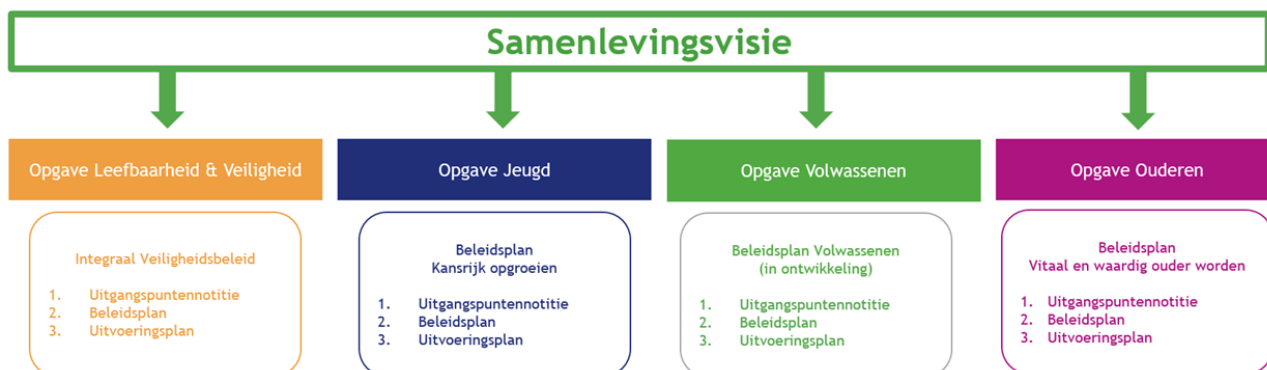 Samenlevingsvisie
Opgave Leefbaarheid & Veiligheid
Opgave Jeugd
Opgave Volwassenen
Opgave Ouderen
Integraal Veiligheidsbeleid
1. Uitgangspuntennotitie
2. Beleidsplan
3. Uitvoeringsplan
Beleidsplan
Kansrijk opgroeien
1. Uitgangspuntennotitie
2. Beleidsplan
3. Uitvoeringsplan
Beleidsplan Volwassenen
(in ontwikkeling)
1. Uitgangspuntennotitie
2. Beleidsplan
3. Uitvoeringsplan
Beleidsplan
Vitaal en waardig ouder worden
1. Uitgangspuntennotitie
2. Beleidsplan
3. Uitvoeringsplan